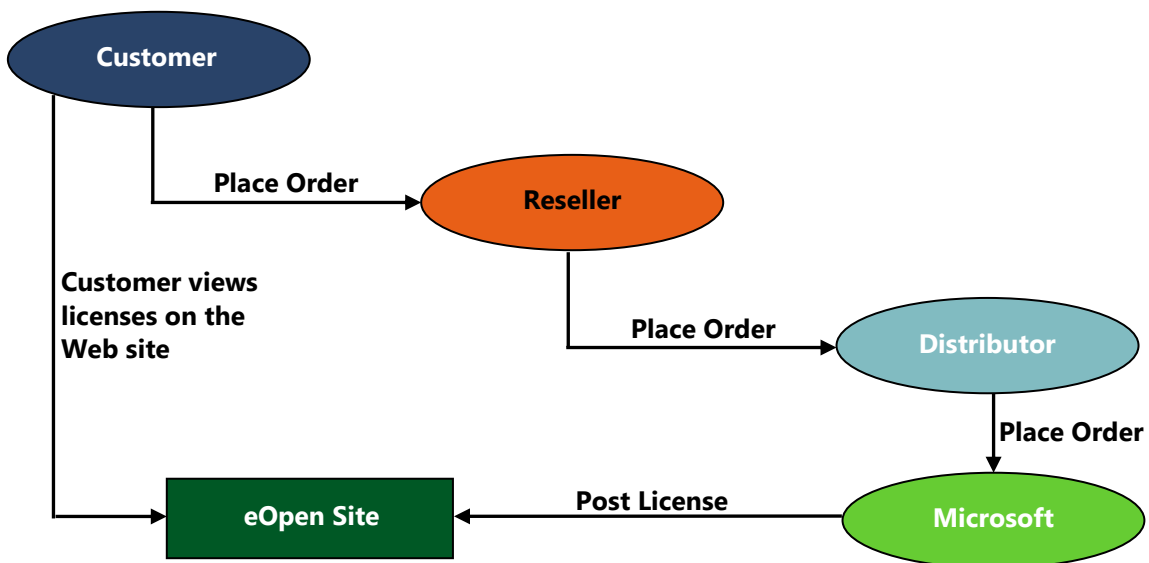 Customer
Place Order
Reseller
Customer views
licenses on the
Web site
Place Order
Distributor
Place Order
Post License
eOpen Site
Microsoft